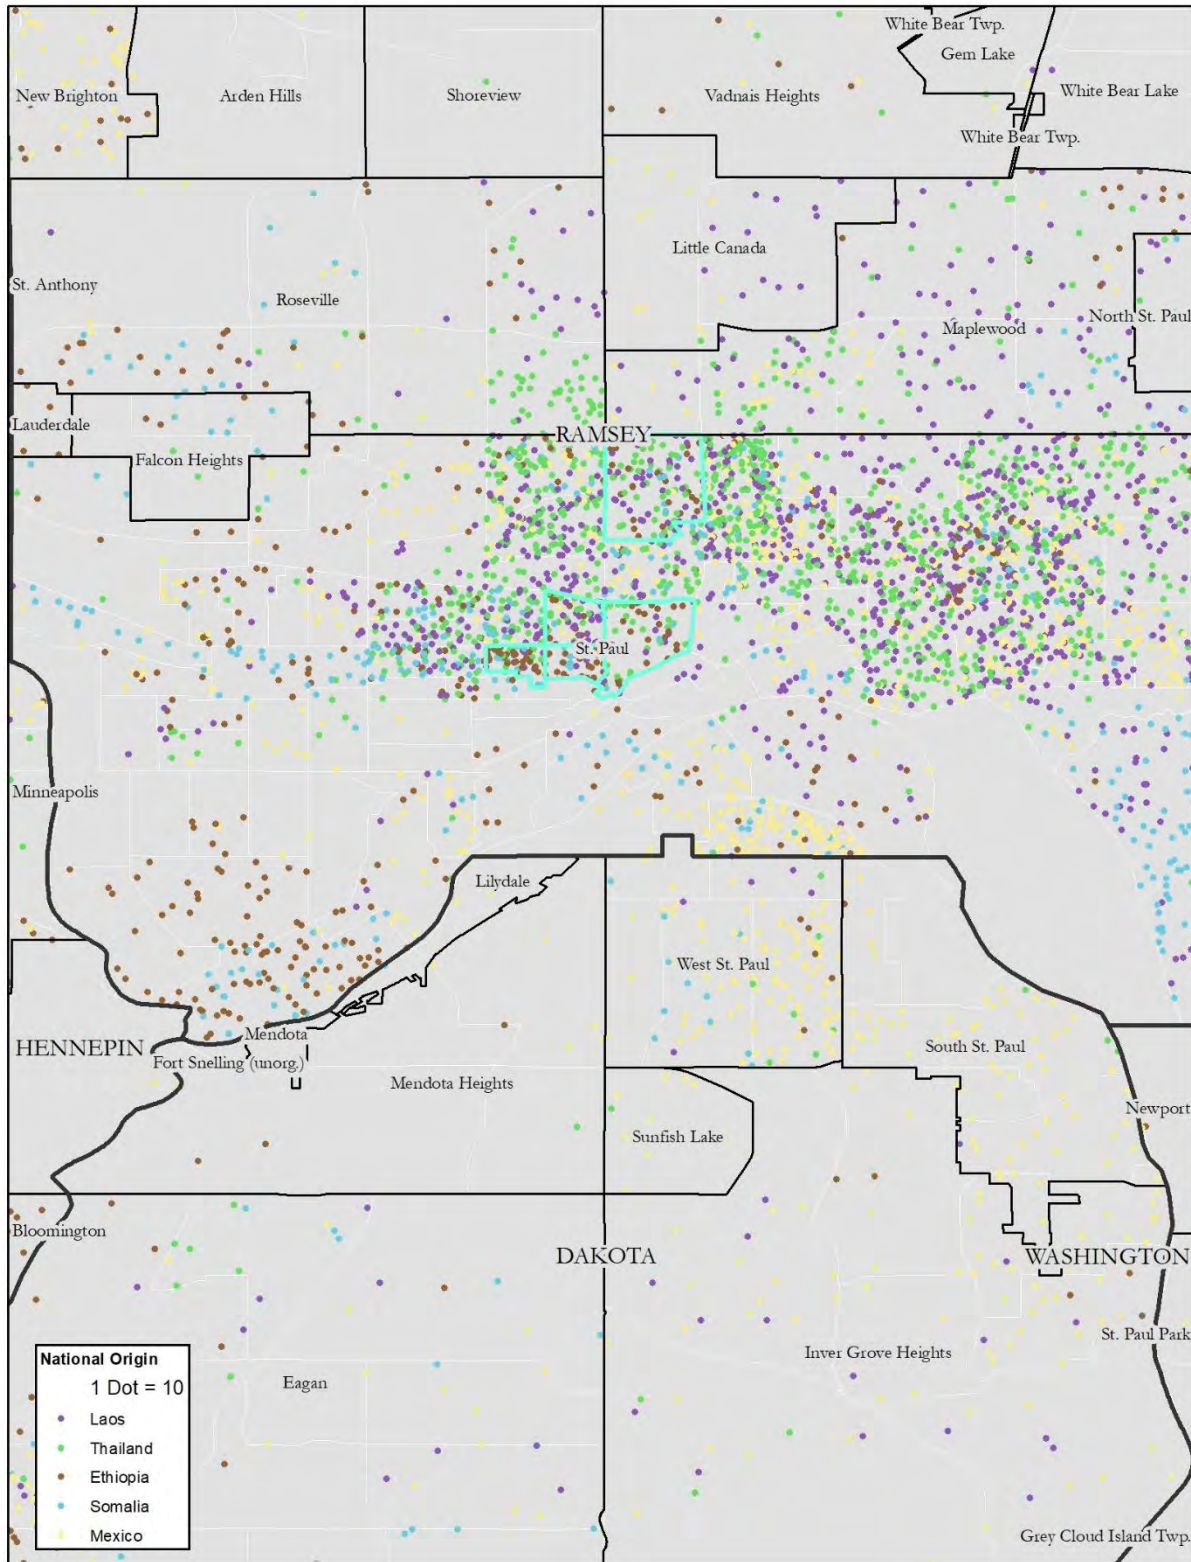 White Bear Twp.
Gem Lake
New Brighton
Arden Hills
Shoreview
Vadnais Heights
White Bear Lake
White Bear Twp.
Little Canada
St. Anthony
Roseville
Maplewood
North St. Paul
Lauderdale
RAMSEY
Falcon Heights
St. Paul
Minneapolis
Lilydale
West St. Paul
Mendota
HENNEPIN
Fort Snelling (unorg.)
South St. Paul
Mendota Heights
Newport
Sunfish Lake
Bloomington
DAKOTA
WASHINGTON
St. Paul Park
Inver Grove Heights
Eagan
National Origin
1 Dot = 10
Laos
Thailand
Ethiopia
Somalia
Mexico
Grey Cloud Island Twp.